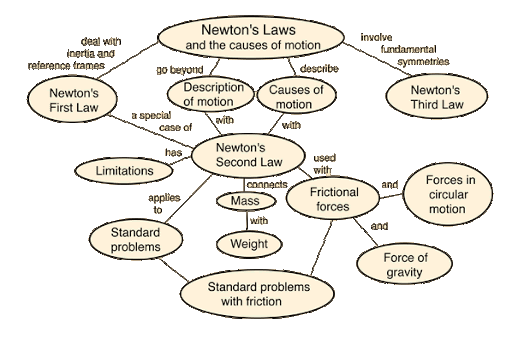 Newton's Laws
and the causes of motion
deal with
inertia and
reference frames
involve
fundamental
symmetries
go beyond
describe
Newton's
First Law
Description
of motion
Causes of
motion
Newton's
Third Law
a special
case of
with
with
Newton's
Second Law
has
Limitations
used
with
connects
Mass
Frictional
forces
and
Forces in
circular
motion
applies
to
with
Standard
problems
Weight
and
Force of
gravity
Standard problems
with friction